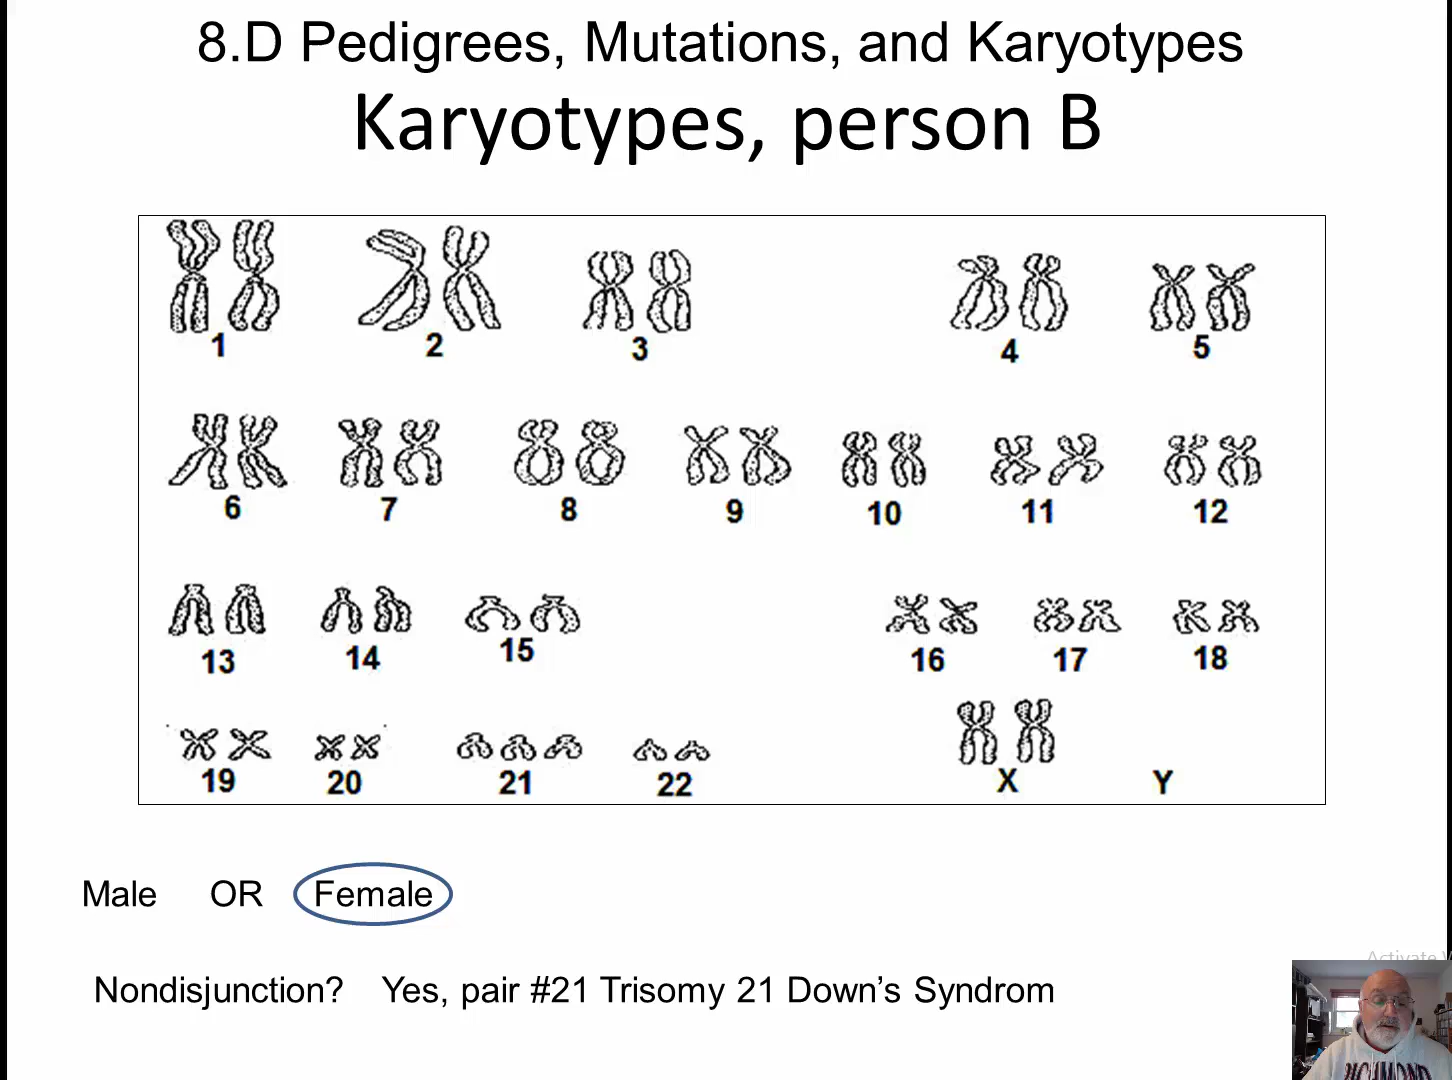 8.D Pedigrees, Mutations, and Karyotypes
Karyotypes, person B
1 2 3 4 5
6 7 8 9 10 11 12
13 14 15 16 17 18
19 20 21 22 X Y
Male OR Female
Nondisjunction? Yes, pair #21 Trisomy 21 Down's Syndrom
Activate
RICHMOND